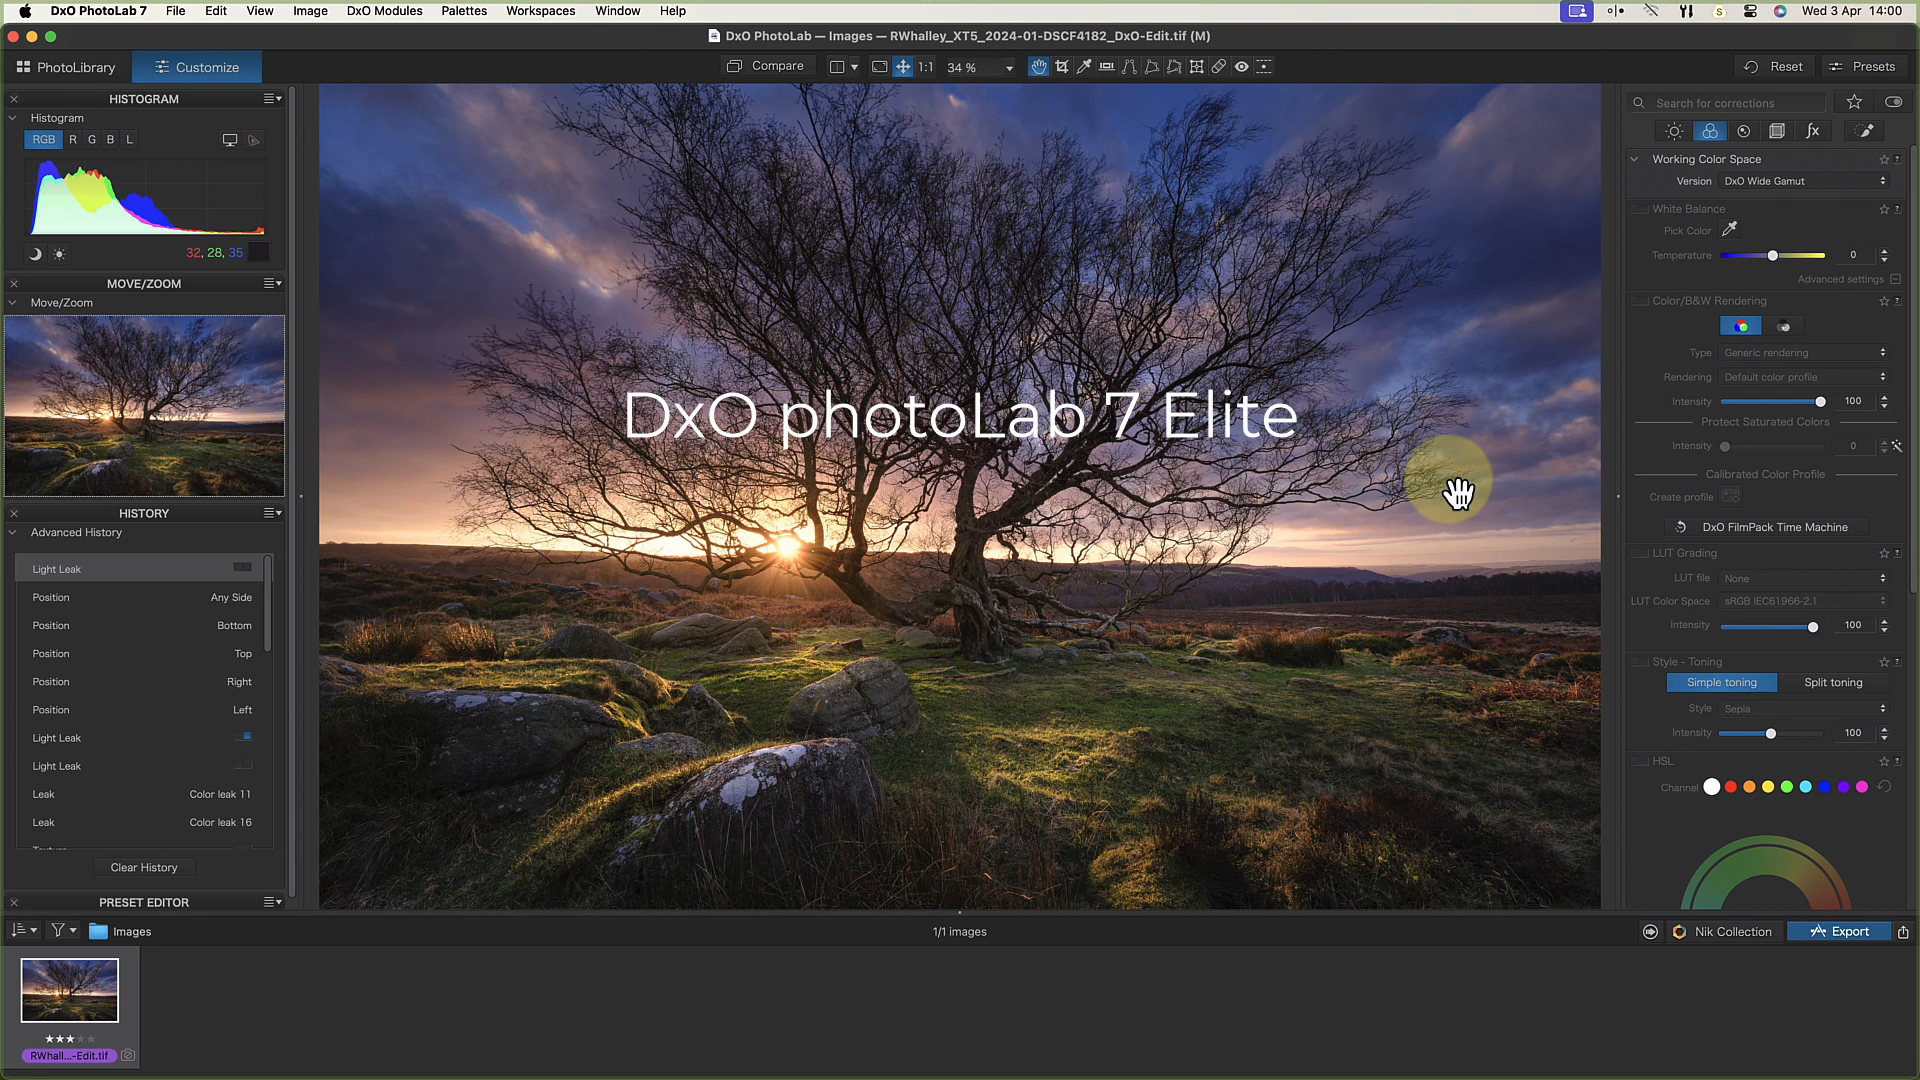 DxO PhotoLab 7 File Edit View Image DxO Modules Palettes Workspaces Window Help Wed 3 Apr 14:00
DxO PhotoLab — Images — RWhalley_XT5_2024-01-DSCF4182_DxO-Edit.tif (M)
PhotoLibrary Customize Compare 1:1 34 % Reset Presets
HISTOGRAM
Histogram
RGB R G B L
32, 28, 35
MOVE/ZOOM
Move/Zoom
HISTORY
Advanced History
Light Leak
Position Any Side
Position Bottom
Position Top
Position Right
Position Left
Light Leak
Light Leak
Leak Color leak 11
Leak Color leak 16
Clear History
PRESET EDITOR
DxO photoLab 7 Elite
Search for corrections
fx
Working Color Space ?
Version DxO Wide Gamut
White Balance ?
Pick Color
Temperature 0
Advanced settings
Color/B&W Rendering ?
Type Generic rendering
Rendering Default color profile
Intensity 100
Protect Saturated Colors
Intensity 0
Calibrated Color Profile
Create profile
DxO FilmPack Time Machine
LUT Grading ?
LUT file None
LUT Color Space sRGB IEC61966-2.1
Intensity 100
Style - Toning ?
Simple toning Split toning
Style Sepia
Intensity 100
HSL ?
Channel
Images 1/1 images Nik Collection Export
RWhall...-Edit.tif